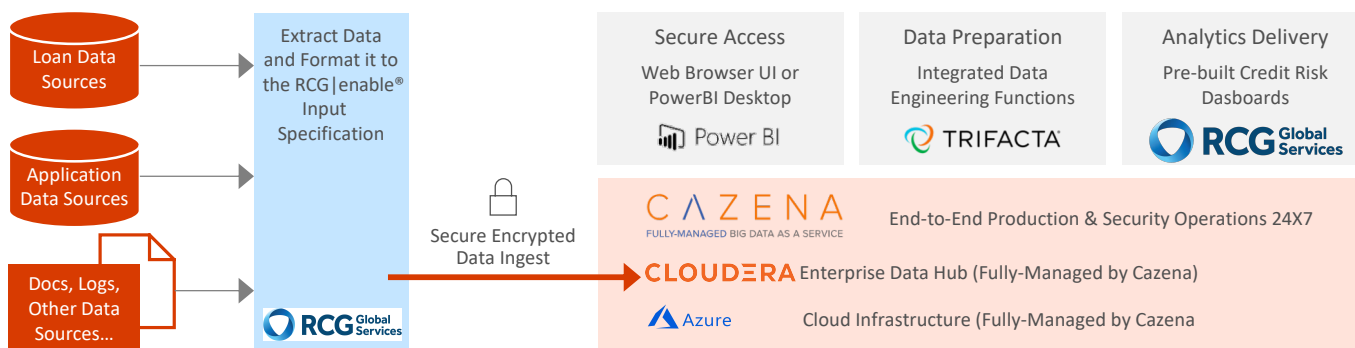 Loan Data
Sources
Application
Data Sources
Docs, Logs,
Other Data
Sources...
Extract Data
and Format it to
the RCG|enable®
Input
Specification
RCG Global
Services
Secure Encrypted
Data Ingest
Secure Access
Web Browser UI or
PowerBI Desktop
Power BI
Data Preparation
Integrated Data
Engineering Functions
TRIFACTA
Analytics Delivery
Pre-built Credit Risk
Dasboards
RCG Global
Services
CAZENA
FULLY-MANAGED BIG DATA AS A SERVICE
End-to-End Production & Security Operations 24X7
CLOUDERA Enterprise Data Hub (Fully-Managed by Cazena)
Azure Cloud Infrastructure (Fully-Managed by Cazena